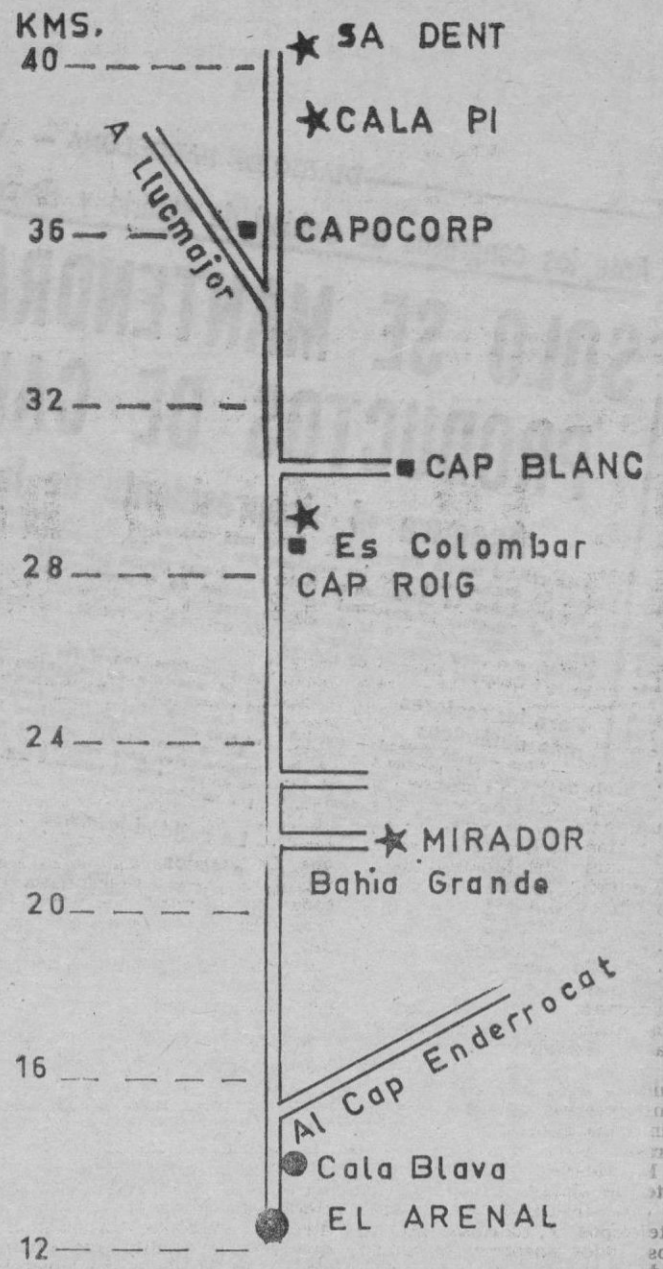 KMS.
SA DENT
40
CALA PI
A Llucmajor
36
CAPOCORP
32
CAP BLANC
Es Colombar
28
CAP ROIG
24
MIRADOR
Bahia Grande
20
Al Cap Enderrocat
16
Cala Blava
EL ARENAL
12